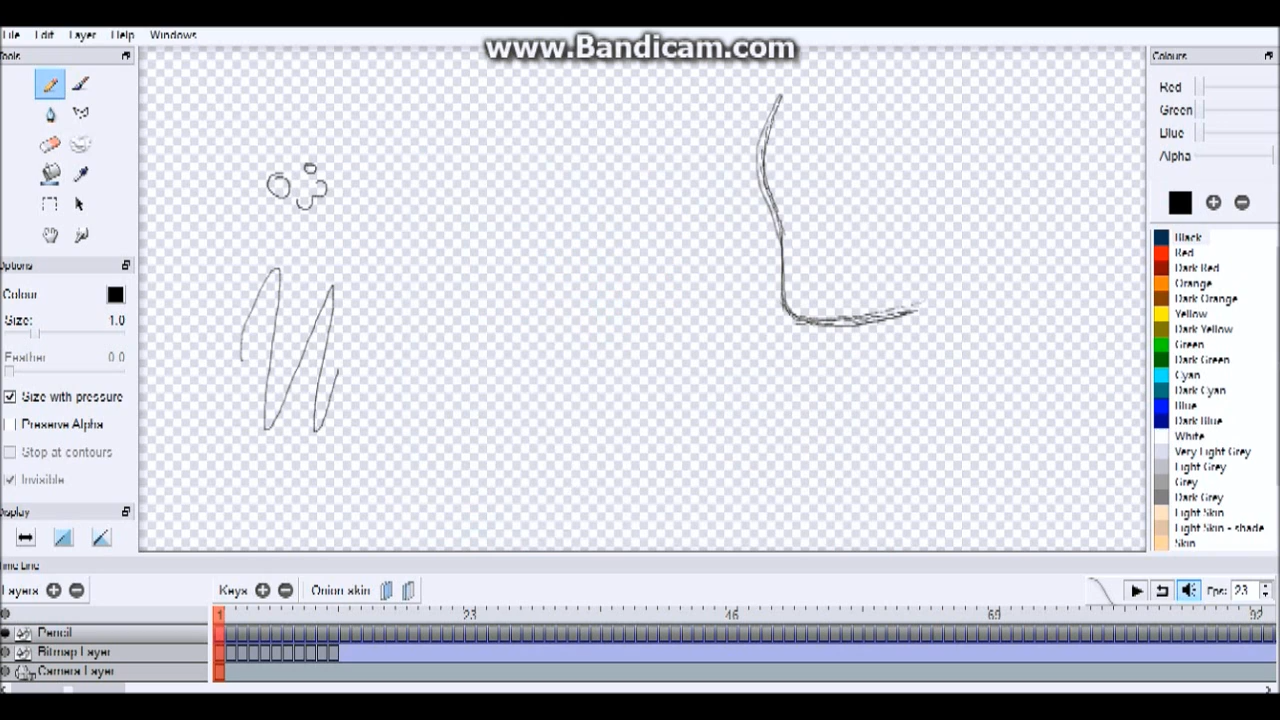 www.Bandicam.com
File Edit Layer Help Windows
Tools
Colours
Red
Green
Blue
Alpha
Options
Colour
Size: 1.0
Feather 0.0
Size with pressure
Preserve Alpha
Stop at contours
Invisible
Display
Black
Red
Dark Red
Orange
Dark Orange
Yellow
Dark Yellow
Green
Dark Green
Cyan
Dark Cyan
Blue
Dark Blue
White
Very Light Grey
Light Grey
Grey
Dark Grey
Light Skin
Light Skin - shade
Skin
Time Line
Layers Keys Onion skin Fps: 23
1 23 46 69 92
Pencil
Bitmap Layer
Camera Layer